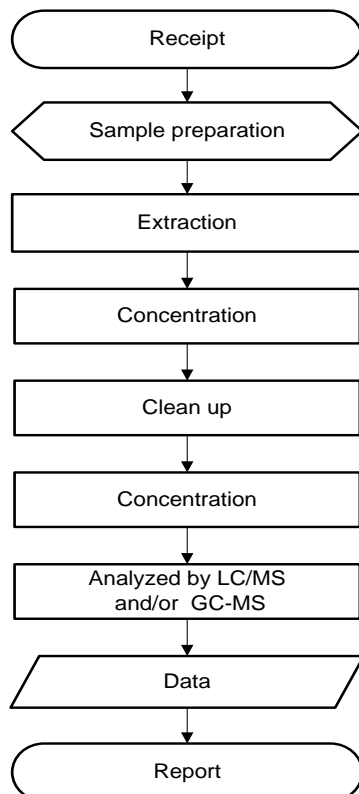 Receipt
Sample preparation
Extraction
Concentration
Clean up
Concentration
Analyzed by LC/MS
and/or GC-MS
Data
Report